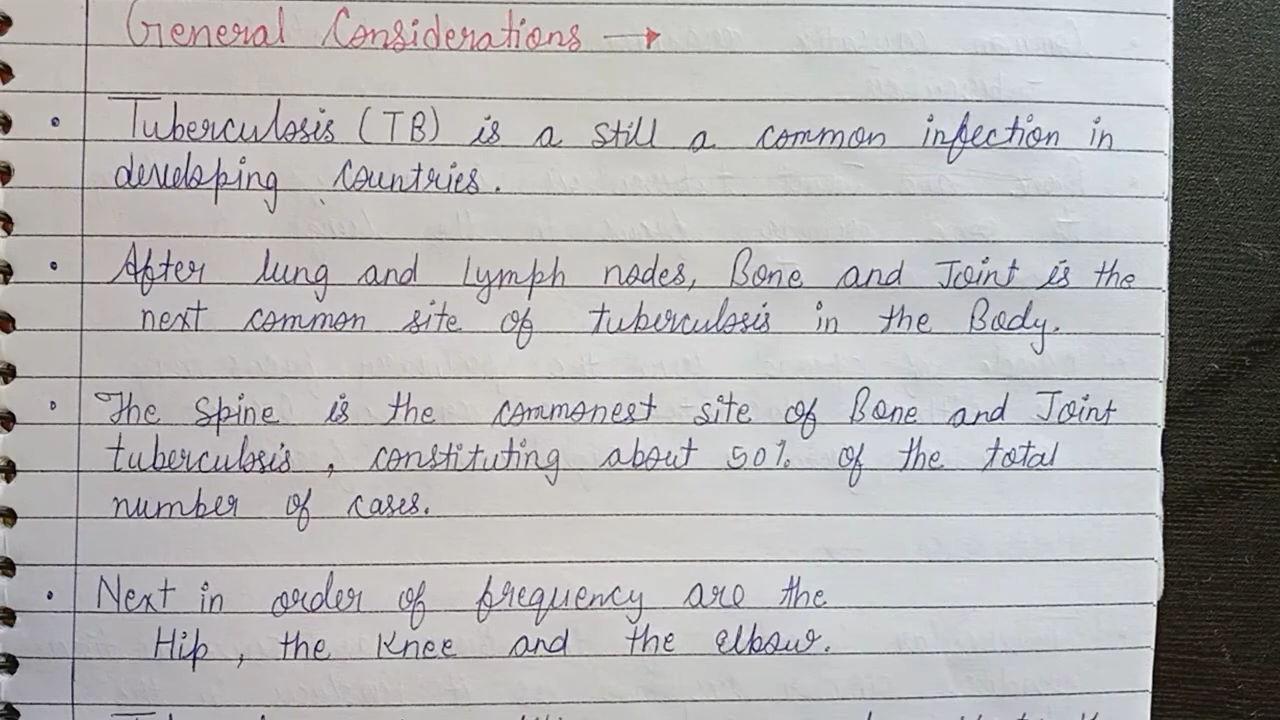 General Considerations →
• Tuberculosis (TB) is a still a common infection in
developing countries.
• After lung and Lymph nodes, Bone and Joint is the
next common site of tuberculosis in the Body.
• The Spine is the commonest site of Bone and Joint
tuberculosis, constituting about 50% of the total
number of cases.
• Next in order of frequency are the
Hip, the Knee and the elbow.